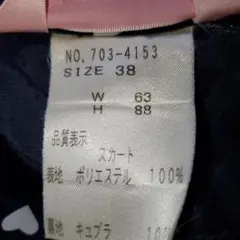 NO.703-4153
SIZE 38
W 63
H 88
品質表示
スカート
表地 ポリエステル 100%
裏地 キュプラ